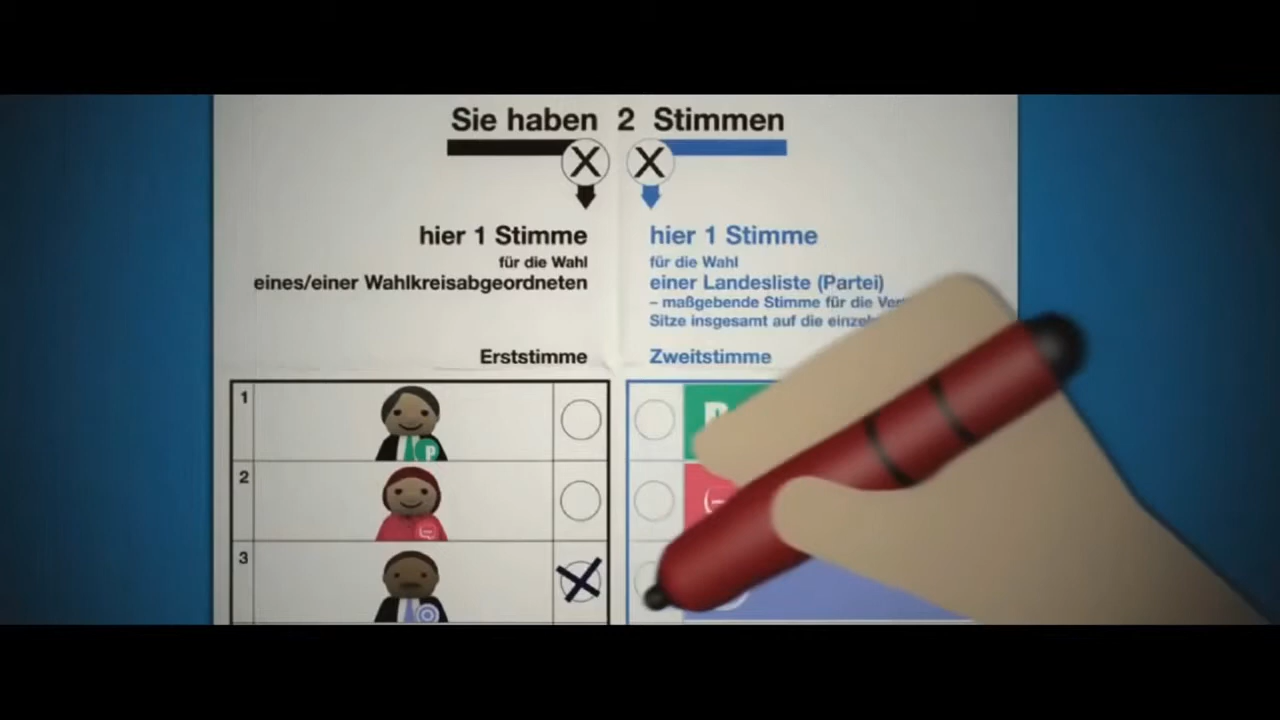 Sie haben 2 Stimmen
X X
hier 1 Stimme
für die Wahl
eines/einer Wahlkreisabgeordneten
Erststimme
hier 1 Stimme
für die Wahl
einer Landesliste (Partei)
– maßgebende Stimme für die
Sitze insgesamt auf die
Zweitstimme
1
P
2
3